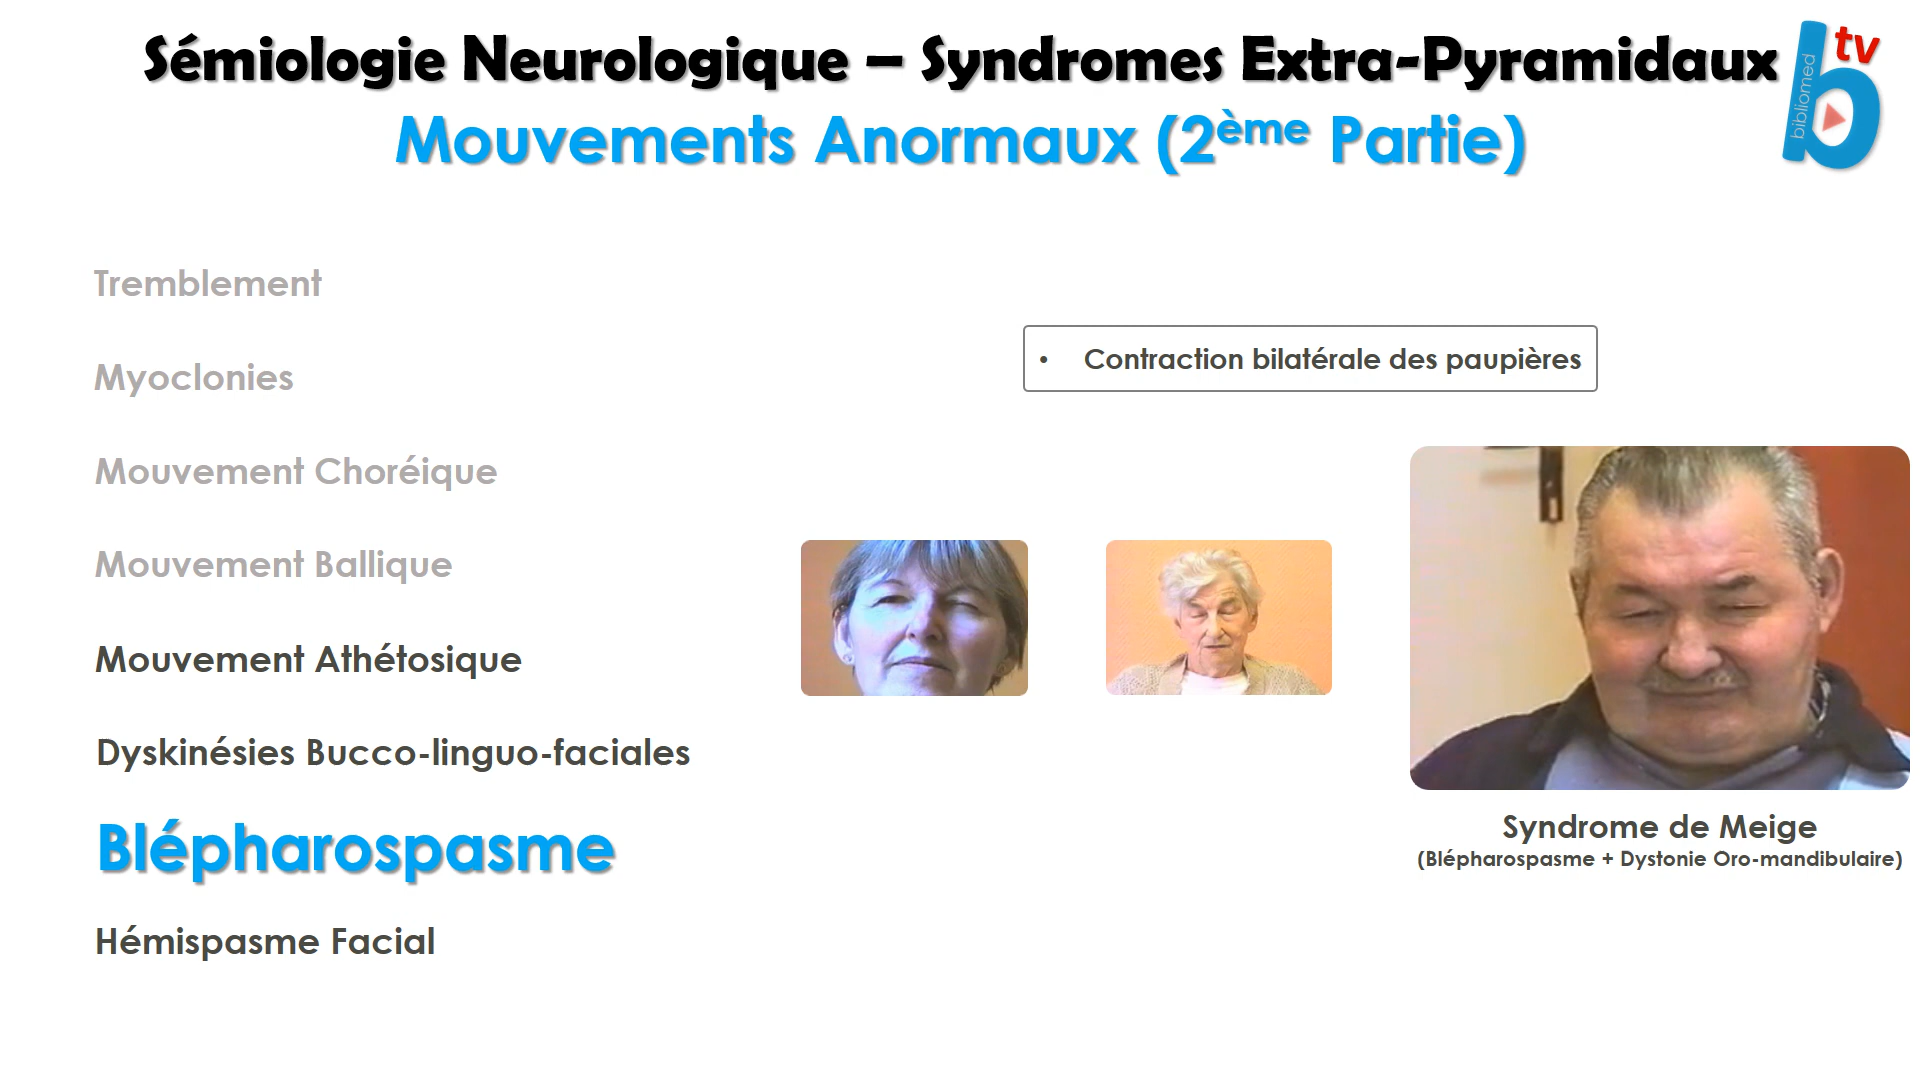 Sémiologie Neurologique – Syndromes Extra-Pyramidaux
tv
bibliomed
b
Mouvements Anormaux (2ème Partie)
Tremblement
Myoclonies
Mouvement Choréique
Mouvement Ballique
Mouvement Athétosique
Dyskinésies Bucco-linguo-faciales
Blépharospasme
Hémispasme Facial
• Contraction bilatérale des paupières
Syndrome de Meige
(Blépharospasme + Dystonie Oro-mandibulaire)